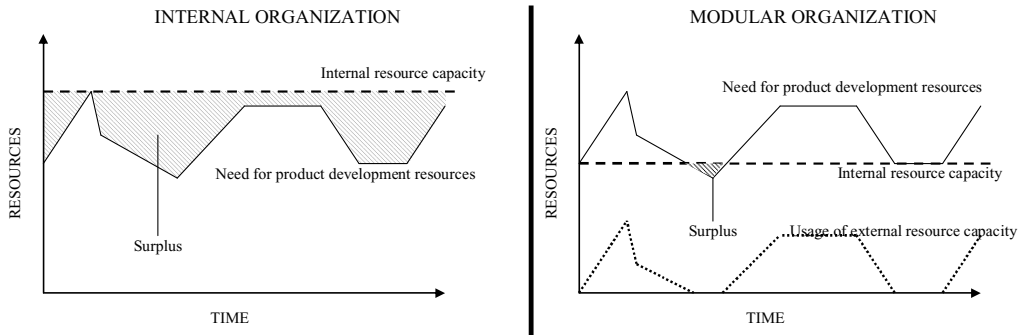 INTERNAL ORGANIZATION
Internal resource capacity
RESOURCES
Need for product development resources
Surplus
TIME
MODULAR ORGANIZATION
Need for product development resources
RESOURCES
Internal resource capacity
Surplus
Usage of external resource capacity
TIME